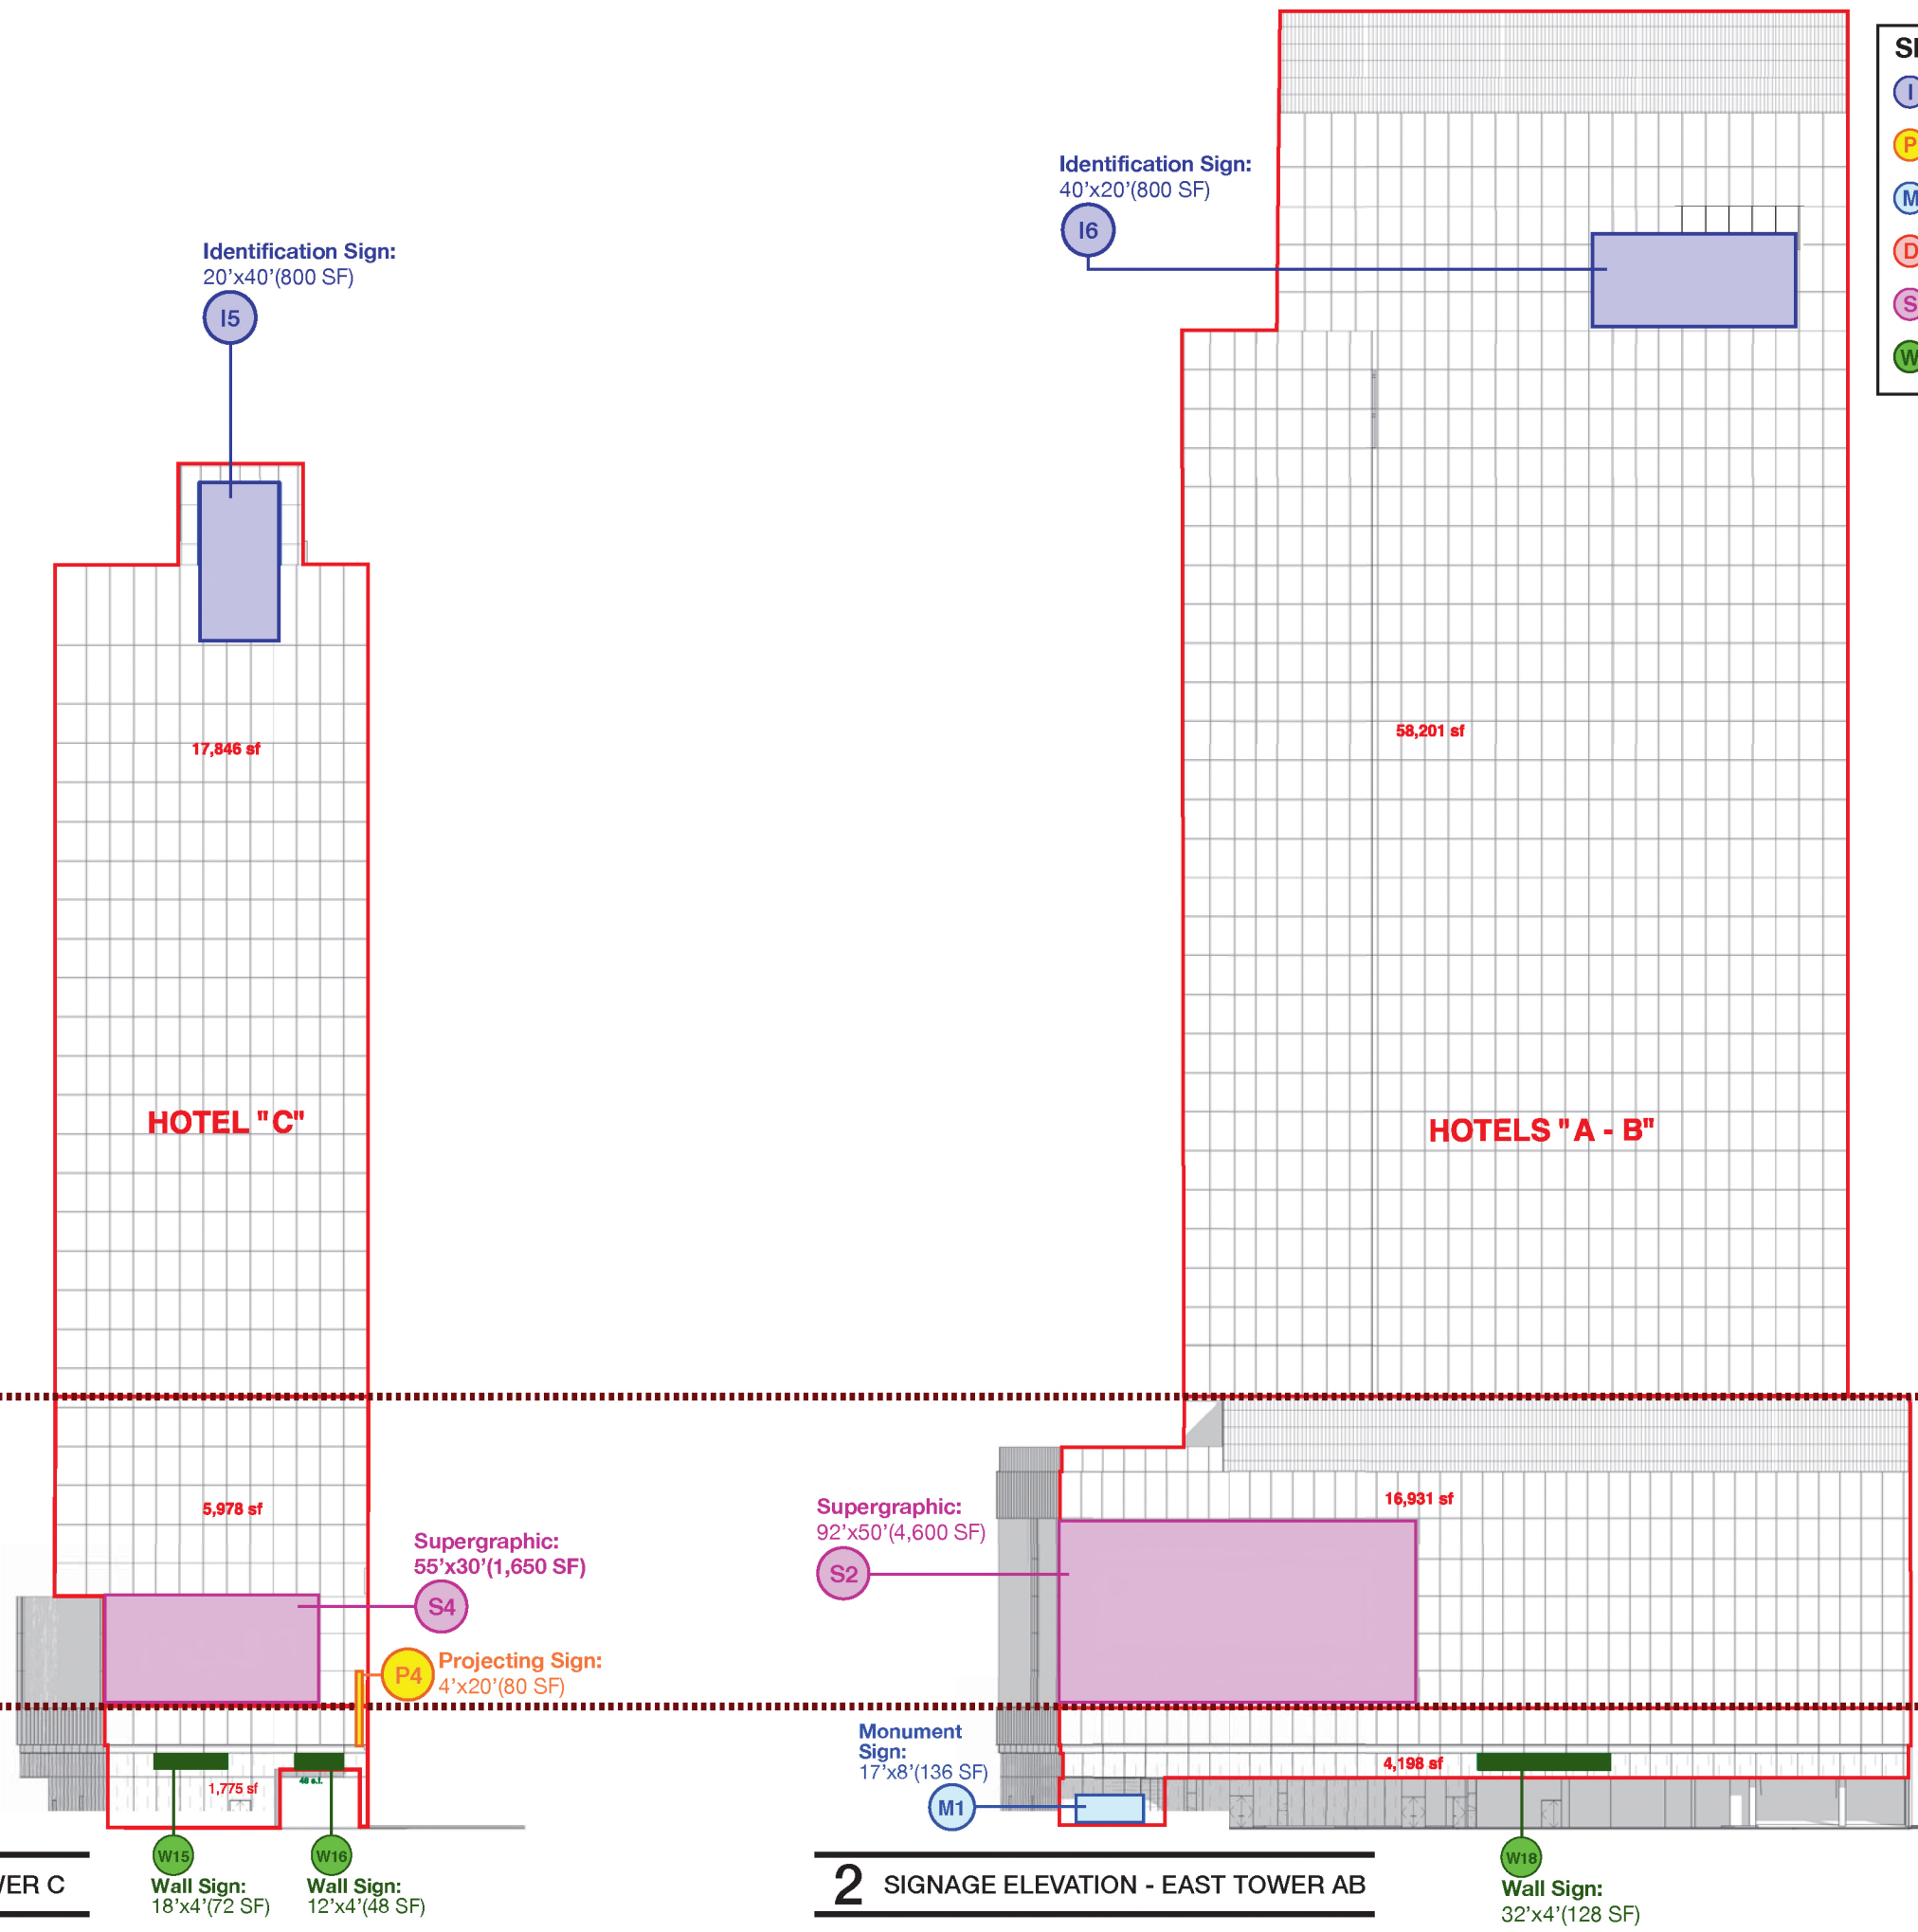 SI
I
P
M
D
S
W
Identification Sign:
40'x20'(800 SF)
I6
Identification Sign:
20'x40'(800 SF)
I5
17,846 sf
58,201 sf
HOTEL "C"
HOTELS "A - B"
5,978 sf
16,931 sf
Supergraphic:
55'x30'(1,650 SF)
S4
Supergraphic:
92'x50'(4,600 SF)
S2
P4
Projecting Sign:
4'x20'(80 SF)
Monument
Sign:
17'x8'(136 SF)
M1
4,198 sf
1,775 sf
48 s.f.
W15
Wall Sign:
18'x4'(72 SF)
W16
Wall Sign:
12'x4'(48 SF)
W18
Wall Sign:
32'x4'(128 SF)
VER C
2 SIGNAGE ELEVATION - EAST TOWER AB